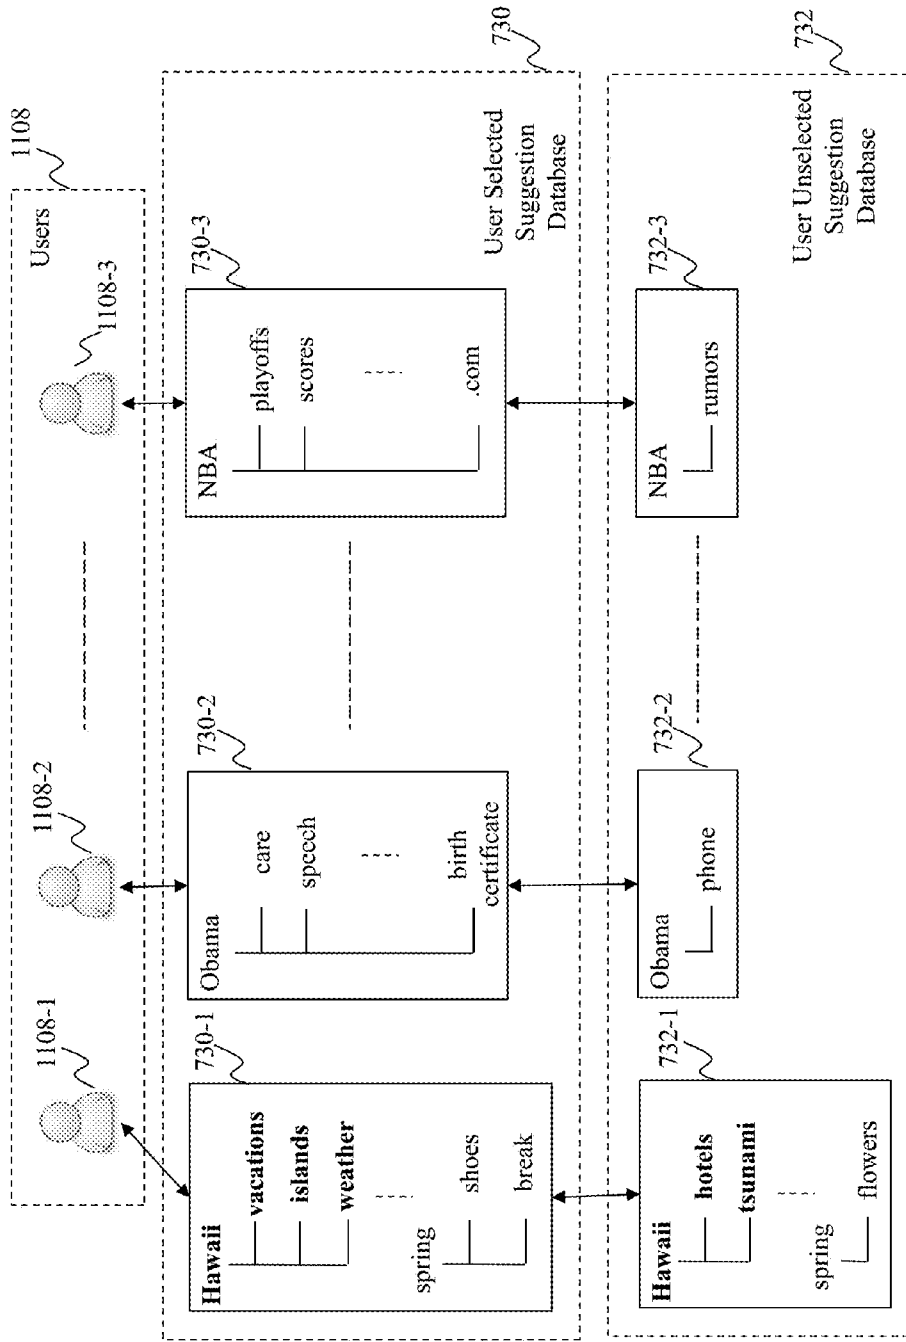 1108
Users
1108-1
1108-2
1108-3
730
User Selected
Suggestion
Database
730-1
Hawaii
vacations
islands
weather
spring
shoes
break
730-2
Obama
care
speech
birth
certificate
730-3
NBA
playoffs
scores
.com
732
User Unselected
Suggestion
Database
732-1
Hawaii
hotels
tsunami
spring
flowers
732-2
Obama
phone
732-3
NBA
rumors